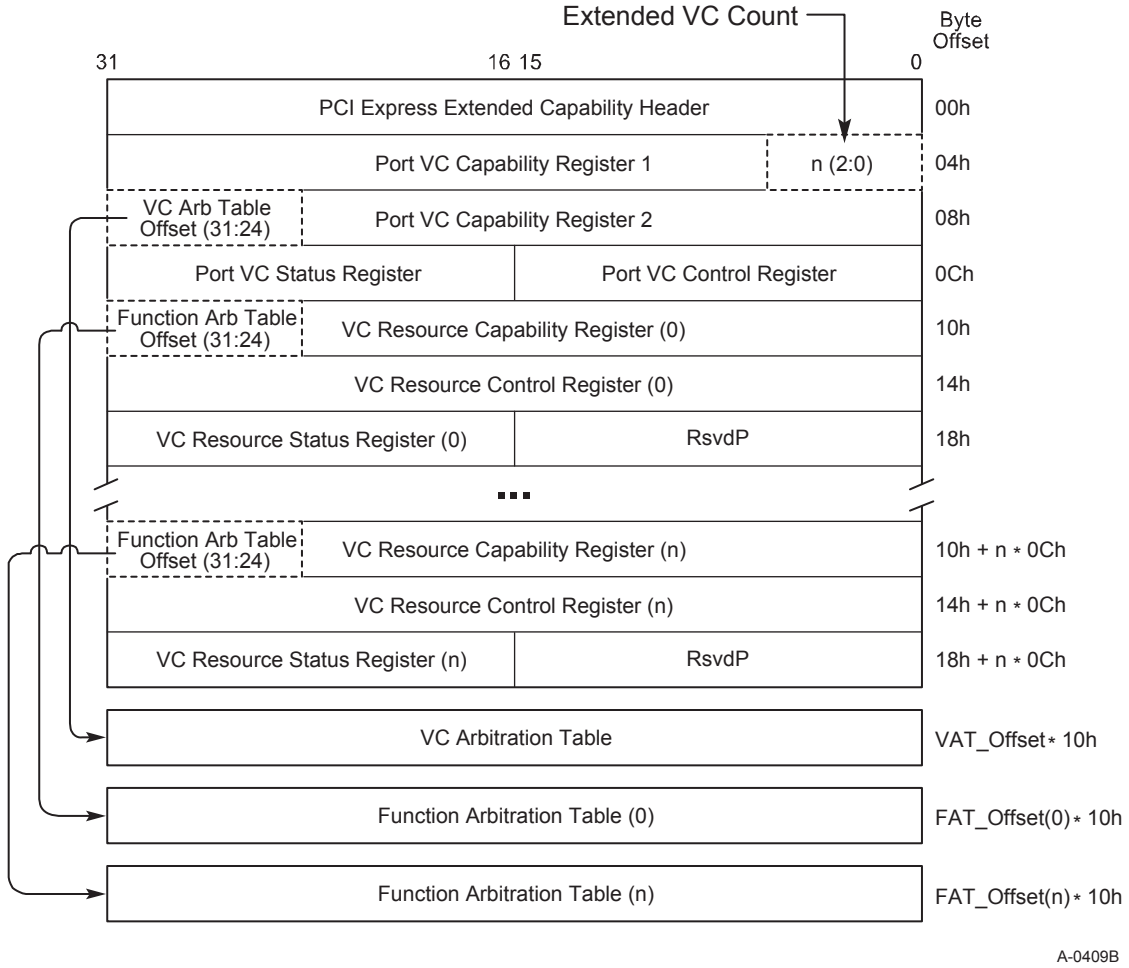 Extended VC Count
Byte
Offset
31
16 15
0
PCI Express Extended Capability Header
00h
Port VC Capability Register 1
n (2:0)
04h
VC Arb Table
Offset (31:24)
Port VC Capability Register 2
08h
Port VC Status Register
Port VC Control Register
0Ch
Function Arb Table
Offset (31:24)
VC Resource Capability Register (0)
10h
VC Resource Control Register (0)
14h
VC Resource Status Register (0)
RsvdP
18h
...
Function Arb Table
Offset (31:24)
VC Resource Capability Register (n)
10h + n * 0Ch
VC Resource Control Register (n)
14h + n * 0Ch
VC Resource Status Register (n)
RsvdP
18h + n * 0Ch
VC Arbitration Table
VAT_Offset * 10h
Function Arbitration Table (0)
FAT_Offset(0) * 10h
Function Arbitration Table (n)
FAT_Offset(n) * 10h
A-0409B